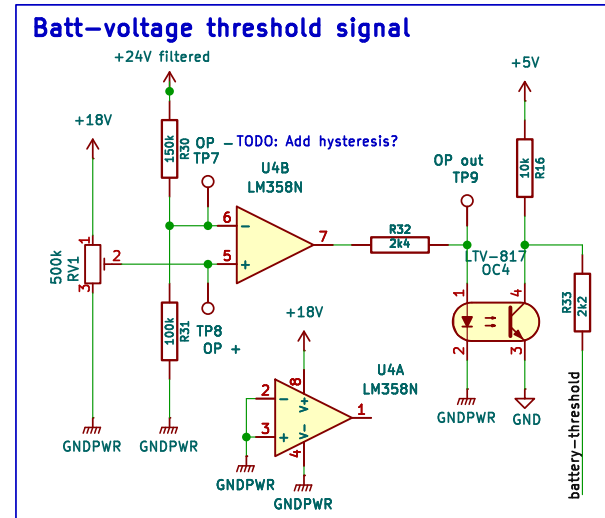 Batt-voltage threshold signal
+24V filtered
+5V
+18V
150k
R30
OP -
TP7
TODO: Add hysteresis?
U4B
LM358N
OP out
TP9
10k
R16
6
-
7
5
+
R32
2k4
LTV-817
OC4
500k
RV1
1
2
3
100k
R31
TP8
OP +
1
4
2
3
R33
2k2
+18V
U4A
LM358N
8
V+
2
-
1
3
+
V-
4
GNDPWR
GNDPWR
GNDPWR
GND
GNDPWR
GNDPWR
battery-threshold